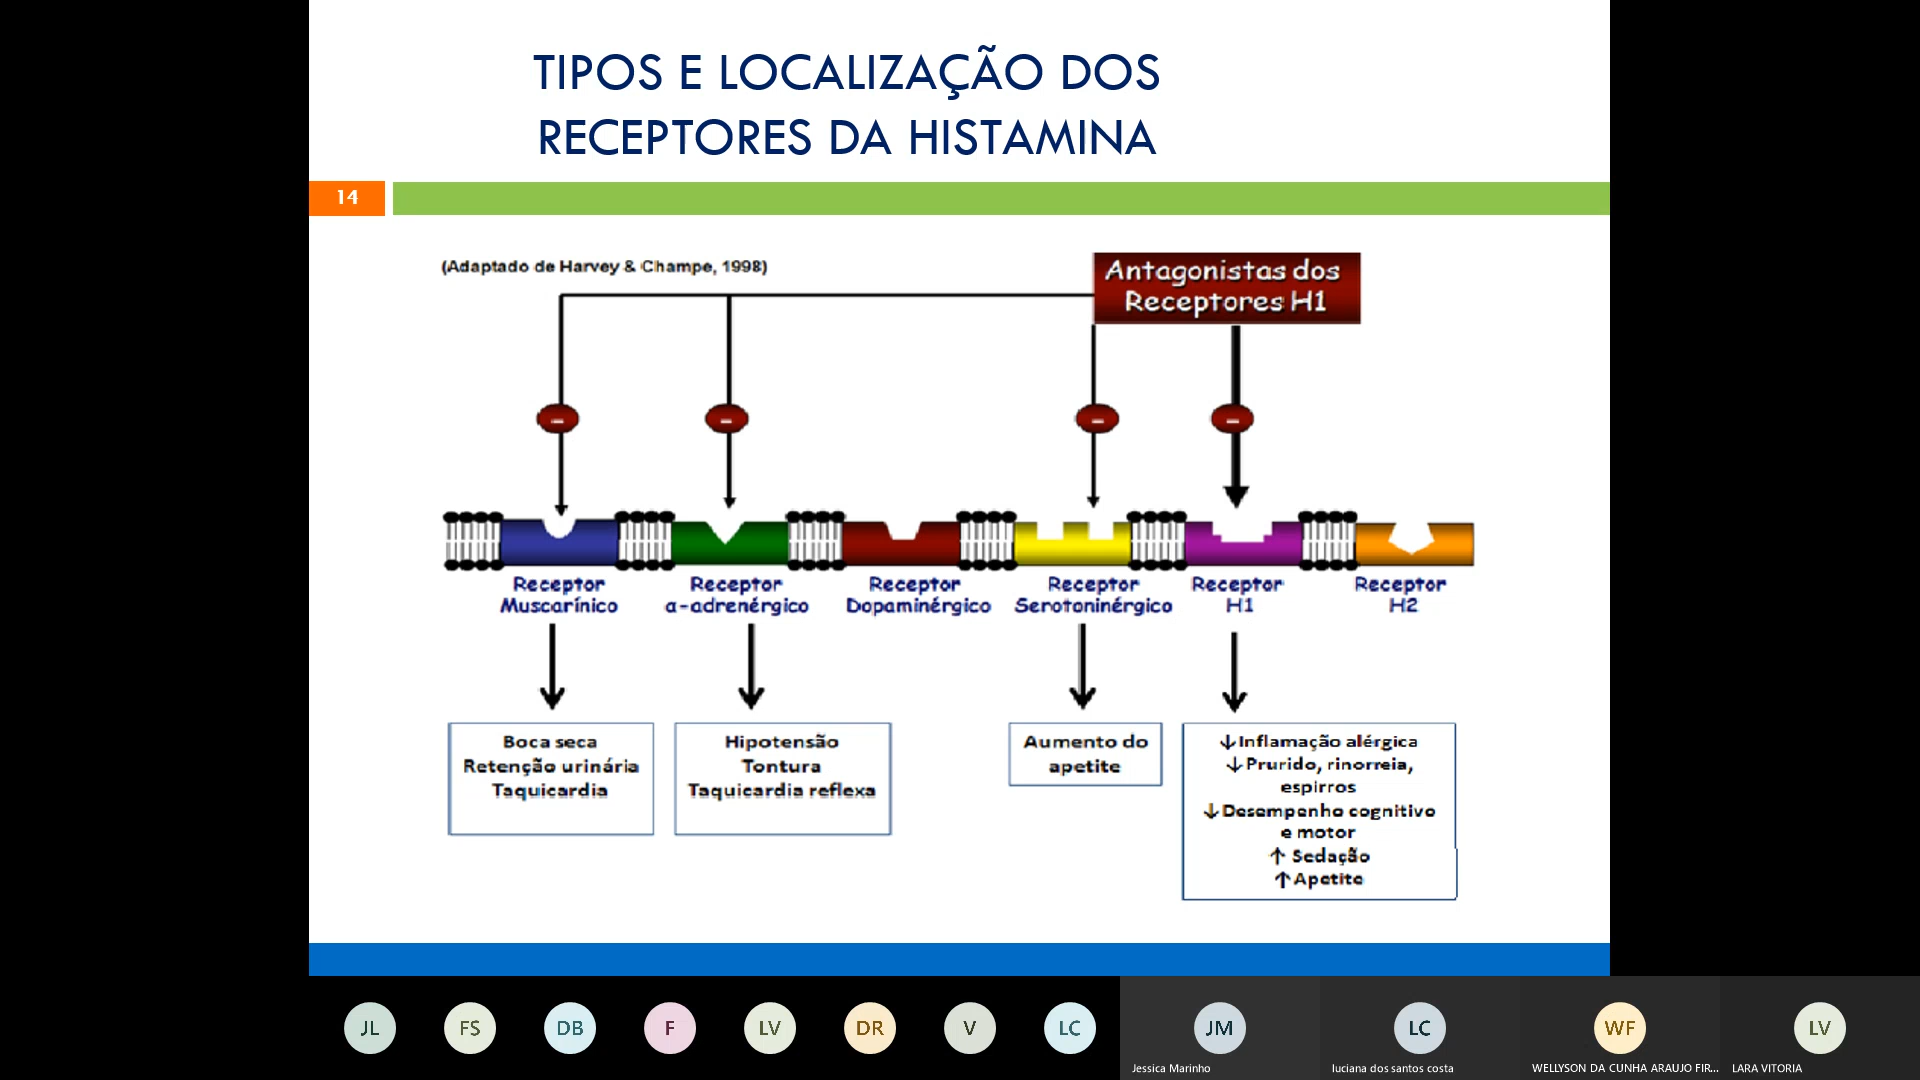 TIPOS E LOCALIZAÇÃO DOS
RECEPTORES DA HISTAMINA
14
(Adaptado de Harvey & Champe, 1998)
Antagonistas dos
Receptores H1
-
-
-
-
Receptor
Muscarínico
Receptor
α-adrenérgico
Receptor
Dopaminérgico
Receptor
Serotoninérgico
Receptor
H1
Receptor
H2
Boca seca
Retenção urinária
Taquicardia
Hipotensão
Tontura
Taquicardia reflexa
Aumento do
apetite
↓Inflamação alérgica
↓Prurido, rinorreia,
espirros
↓Desempenho cognitivo
e motor
↑ Sedação
↑Apetite
JL
FS
DB
F
LV
DR
V
LC
JM
Jessica Marinho
LC
luciana dos santos costa
WF
WELLYSON DA CUNHA ARAUJO FIR...
LV
LARA VITORIA